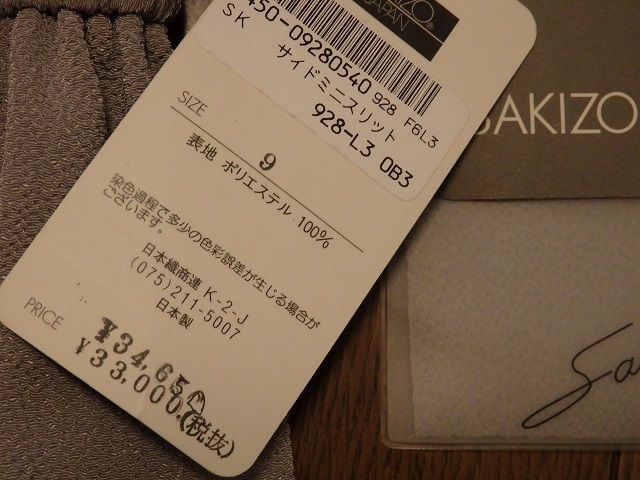 JAPAN
450-09280540 928 F6L3
SK
サイドミニスリット
928-L3 0B3
SIZE
9
表地 ポリエステル 100%
染色過程で多少の色彩誤差が生じる場合が
ございます。
日本織商連 K-2-J
(075)211-5007
日本製
PRICE
¥34,650
¥33,000.(税抜)
SAKIZO